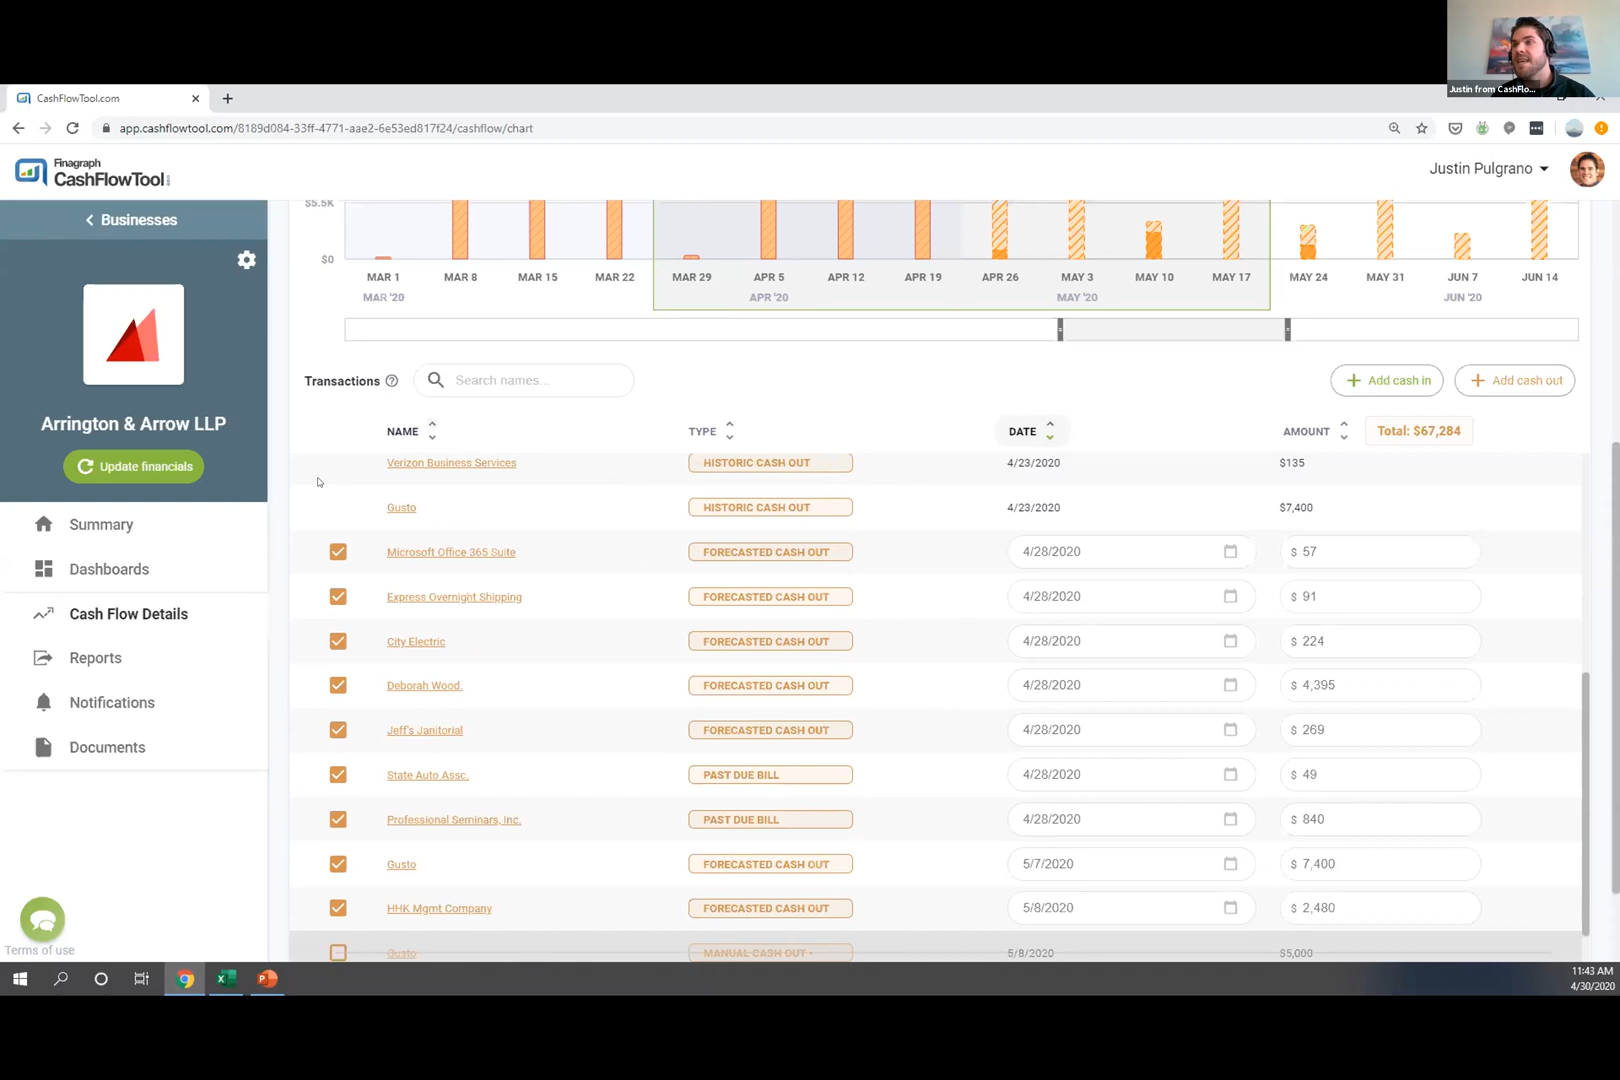 Justin from CashFlo...
CashFlowTool.com
app.cashflowtool.com/8189d084-33ff-4771-aae2-6e53ed817f24/cashflow/chart
Finagraph
CashFlowTool
Justin Pulgrano
Businesses
Arrington & Arrow LLP
Update financials
Summary
Dashboards
Cash Flow Details
Reports
Notifications
Documents
Terms of use
$5.5K
$0
MAR 1 MAR 8 MAR 15 MAR 22 MAR 29 APR 5 APR 12 APR 19 APR 26 MAY 3 MAY 10 MAY 17 MAY 24 MAY 31 JUN 7 JUN 14
MAR '20 APR '20 MAY '20 JUN '20
Transactions Search names... Add cash in Add cash out
NAME TYPE DATE AMOUNT Total: $67,284
Verizon Business Services HISTORIC CASH OUT 4/23/2020 $135
Gusto HISTORIC CASH OUT 4/23/2020 $7,400
Microsoft Office 365 Suite FORECASTED CASH OUT 4/28/2020 $ 57
Express Overnight Shipping FORECASTED CASH OUT 4/28/2020 $ 91
City Electric FORECASTED CASH OUT 4/28/2020 $ 224
Deborah Wood. FORECASTED CASH OUT 4/28/2020 $ 4,395
Jeff's Janitorial FORECASTED CASH OUT 4/28/2020 $ 269
State Auto Assc. PAST DUE BILL 4/28/2020 $ 49
Professional Seminars, Inc. PAST DUE BILL 4/28/2020 $ 840
Gusto FORECASTED CASH OUT 5/7/2020 $ 7,400
HHK Mgmt Company FORECASTED CASH OUT 5/8/2020 $ 2,480
Gusto MANUAL CASH OUT 5/8/2020 $5,000
11:43 AM
4/30/2020